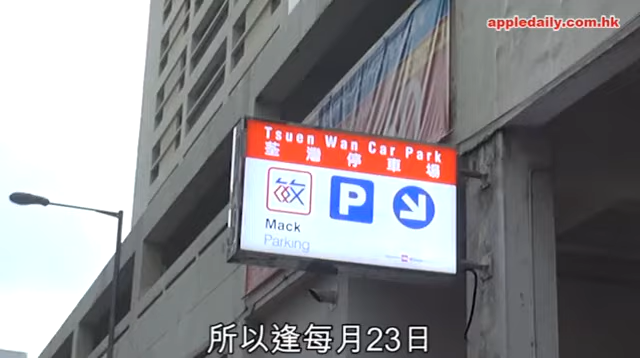 appledaily.com.hk
Tsuen Wan Car Park
荃灣停車場
P
Mack
Parking
所以逢每月23日